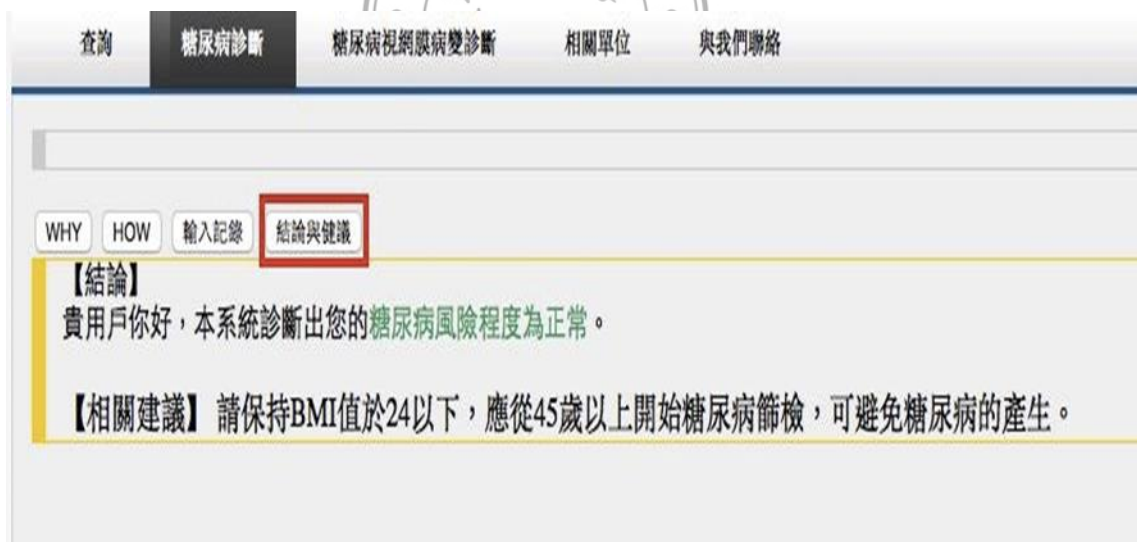 查詢 糖尿病診斷 糖尿病視網膜病變診斷 相關單位 與我們聯絡
WHY HOW 輸入記錄 結論與健議
【結論】
貴用戶你好，本系統診斷出您的糖尿病風險程度為正常。
【相關建議】 請保持BMI值於24以下，應從45歲以上開始糖尿病篩檢，可避免糖尿病的產生。